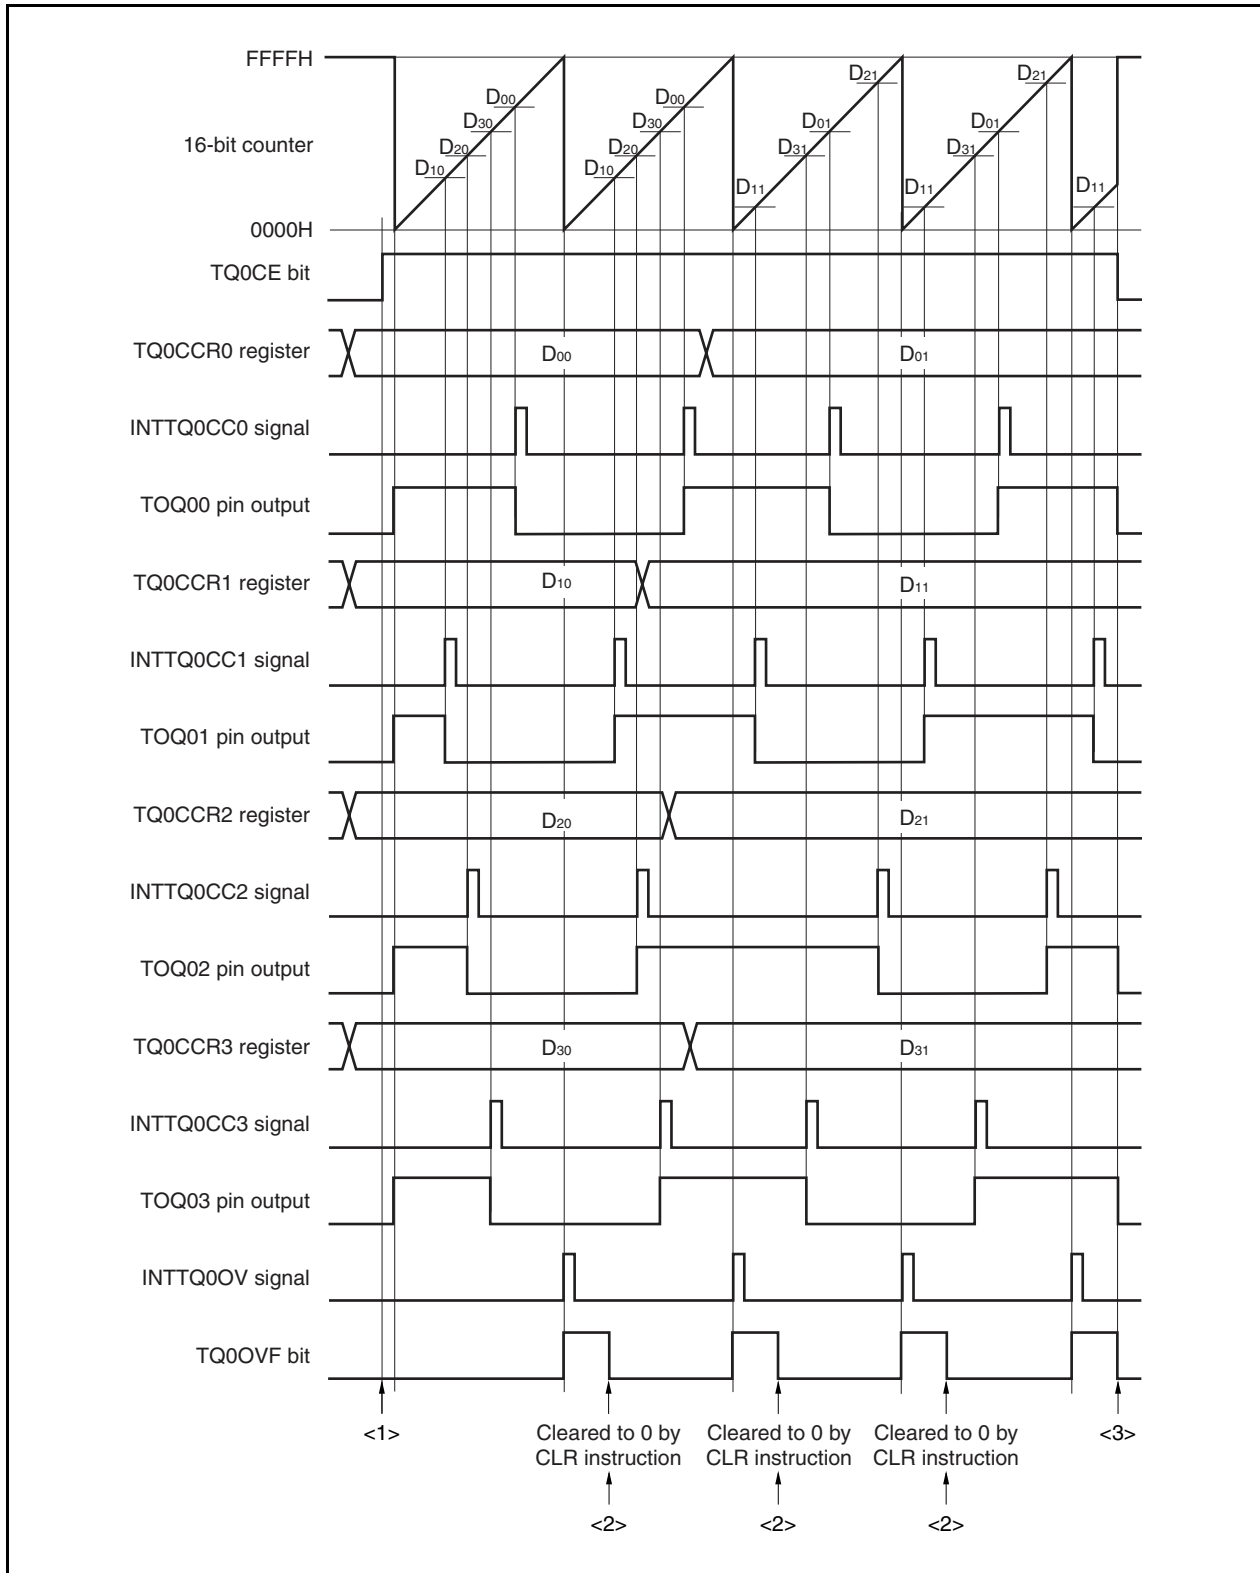 FFFFH
D00
D30
D20
D10
D00
D30
D20
D10
D21
D01
D31
D11
D21
D01
D31
D11
D11
16-bit counter
0000H
TQ0CE bit
TQ0CCR0 register
D00
D01
INTTQ0CC0 signal
TOQ00 pin output
TQ0CCR1 register
D10
D11
INTTQ0CC1 signal
TOQ01 pin output
TQ0CCR2 register
D20
D21
INTTQ0CC2 signal
TOQ02 pin output
TQ0CCR3 register
D30
D31
INTTQ0CC3 signal
TOQ03 pin output
INTTQ0OV signal
TQ0OVF bit
<1>
Cleared to 0 by
CLR instruction
<2>
Cleared to 0 by
CLR instruction
<2>
Cleared to 0 by
CLR instruction
<2>
<3>